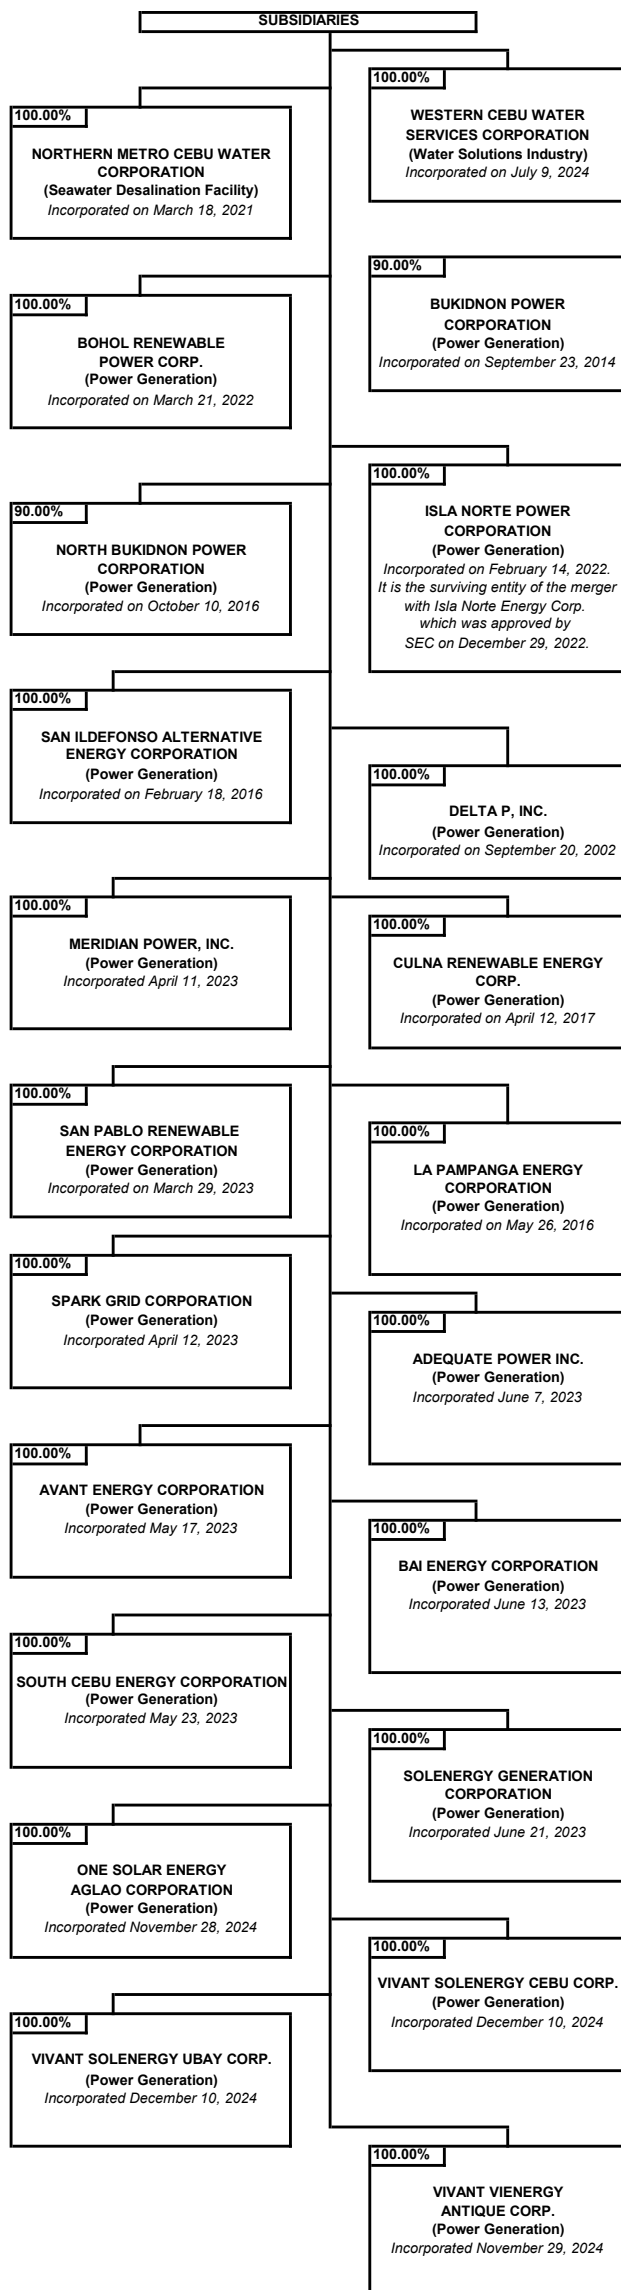 SUBSIDIARIES
100.00%
WESTERN CEBU WATER
SERVICES CORPORATION
(Water Solutions Industry)
Incorporated on July 9, 2024
100.00%
NORTHERN METRO CEBU WATER
CORPORATION
(Seawater Desalination Facility)
Incorporated on March 18, 2021
90.00%
BUKIDNON POWER
CORPORATION
(Power Generation)
Incorporated on September 23, 2014
100.00%
BOHOL RENEWABLE
POWER CORP.
(Power Generation)
Incorporated on March 21, 2022
100.00%
ISLA NORTE POWER
CORPORATION
(Power Generation)
Incorporated on February 14, 2022.
It is the surviving entity of the merger
with Isla Norte Energy Corp.
which was approved by
SEC on December 29, 2022.
90.00%
NORTH BUKIDNON POWER
CORPORATION
(Power Generation)
Incorporated on October 10, 2016
100.00%
SAN ILDEFONSO ALTERNATIVE
ENERGY CORPORATION
(Power Generation)
Incorporated on February 18, 2016
100.00%
DELTA P, INC.
(Power Generation)
Incorporated on September 20, 2002
100.00%
MERIDIAN POWER, INC.
(Power Generation)
Incorporated April 11, 2023
100.00%
CULNA RENEWABLE ENERGY
CORP.
(Power Generation)
Incorporated on April 12, 2017
100.00%
SAN PABLO RENEWABLE
ENERGY CORPORATION
(Power Generation)
Incorporated on March 29, 2023
100.00%
LA PAMPANGA ENERGY
CORPORATION
(Power Generation)
Incorporated on May 26, 2016
100.00%
SPARK GRID CORPORATION
(Power Generation)
Incorporated April 12, 2023
100.00%
ADEQUATE POWER INC.
(Power Generation)
Incorporated June 7, 2023
100.00%
AVANT ENERGY CORPORATION
(Power Generation)
Incorporated May 17, 2023
100.00%
BAI ENERGY CORPORATION
(Power Generation)
Incorporated June 13, 2023
100.00%
SOUTH CEBU ENERGY CORPORATION
(Power Generation)
Incorporated May 23, 2023
100.00%
SOLENERGY GENERATION
CORPORATION
(Power Generation)
Incorporated June 21, 2023
100.00%
ONE SOLAR ENERGY
AGLAO CORPORATION
(Power Generation)
Incorporated November 28, 2024
100.00%
VIVANT SOLENERGY CEBU CORP.
(Power Generation)
Incorporated December 10, 2024
100.00%
VIVANT SOLENERGY UBAY CORP.
(Power Generation)
Incorporated December 10, 2024
100.00%
VIVANT VIENERGY
ANTIQUE CORP.
(Power Generation)
Incorporated November 29, 2024